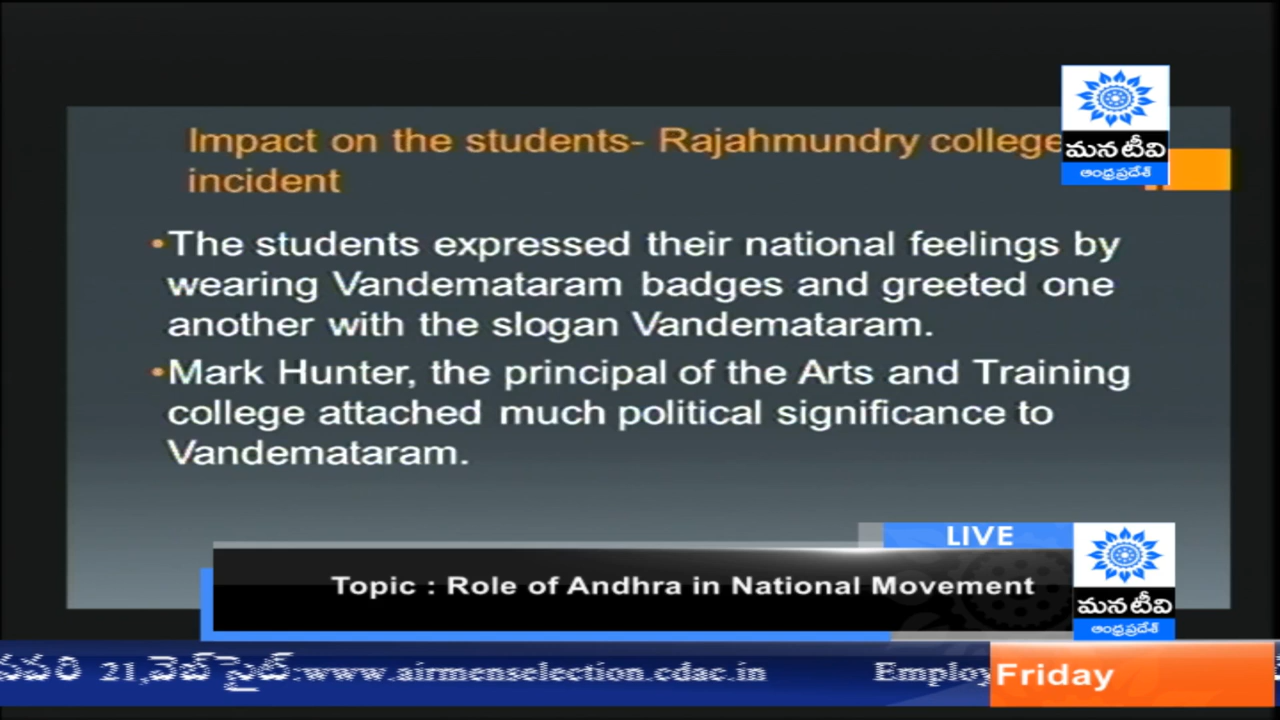 Impact on the students- Rajahmundry college
incident
మన టీవి
ఆంధ్రప్రదేశ్
•The students expressed their national feelings by
wearing Vandemataram badges and greeted one
another with the slogan Vandemataram.
•Mark Hunter, the principal of the Arts and Training
college attached much political significance to
Vandemataram.
LIVE
Topic : Role of Andhra in National Movement
మన టీవి
ఆంధ్రప్రదేశ్
21,వెబ్ సైట్:www.airmenselection.cdac.in Employ
Friday